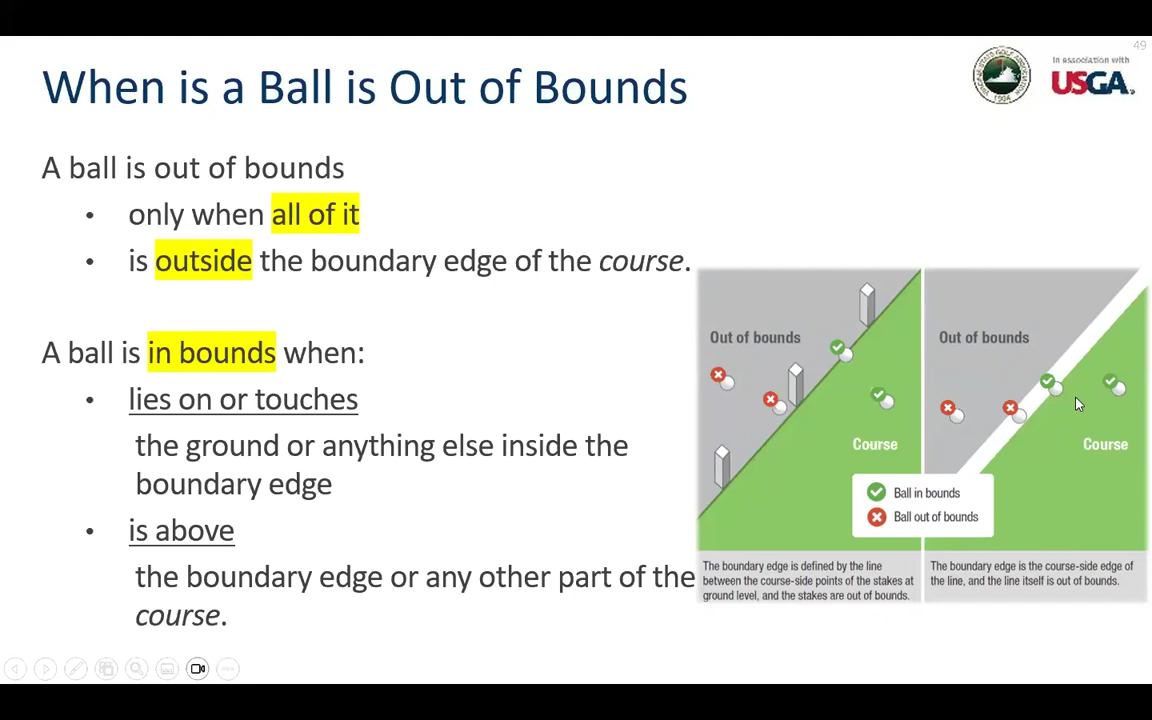 49
When is a Ball is Out of Bounds
In association with
USGA
1904
A ball is out of bounds
• only when all of it
• is outside the boundary edge of the course.
A ball is in bounds when:
• lies on or touches
the ground or anything else inside the
boundary edge
• is above
the boundary edge or any other part of the
course.
Out of bounds
Course
Out of bounds
Course
Ball in bounds
Ball out of bounds
The boundary edge is defined by the line
between the course-side points of the stakes at
ground level, and the stakes are out of bounds.
The boundary edge is the course-side edge of
the line, and the line itself is out of bounds.